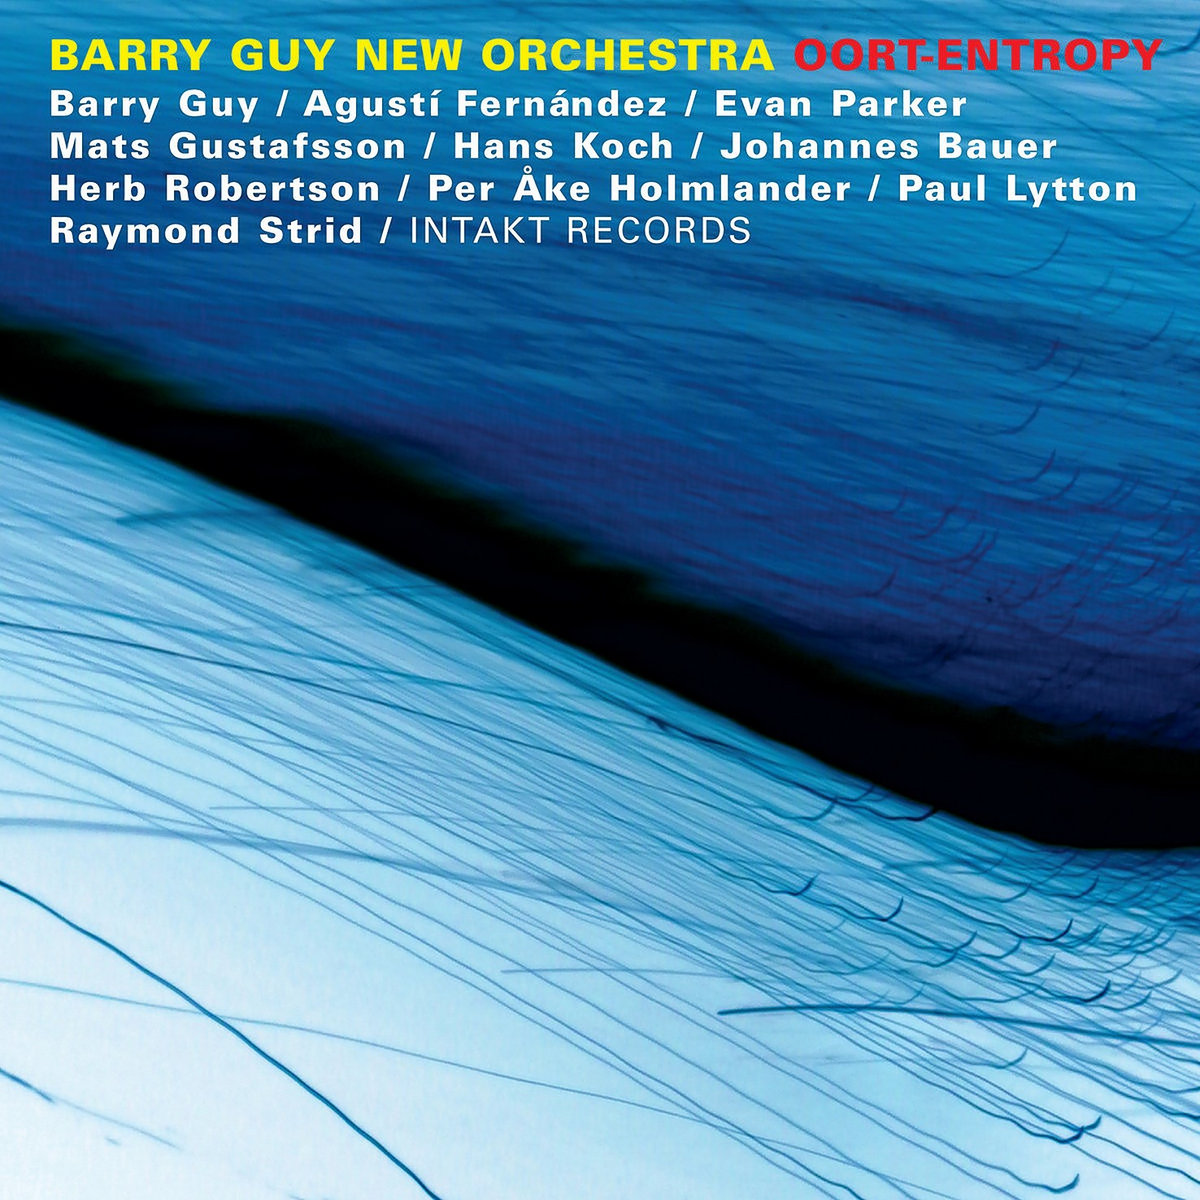 BARRY GUY NEW ORCHESTRA OORT-ENTROPY
Barry Guy / Agustí Fernández / Evan Parker
Mats Gustafsson / Hans Koch / Johannes Bauer
Herb Robertson / Per Åke Holmlander / Paul Lytton
Raymond Strid / INTAKT RECORDS